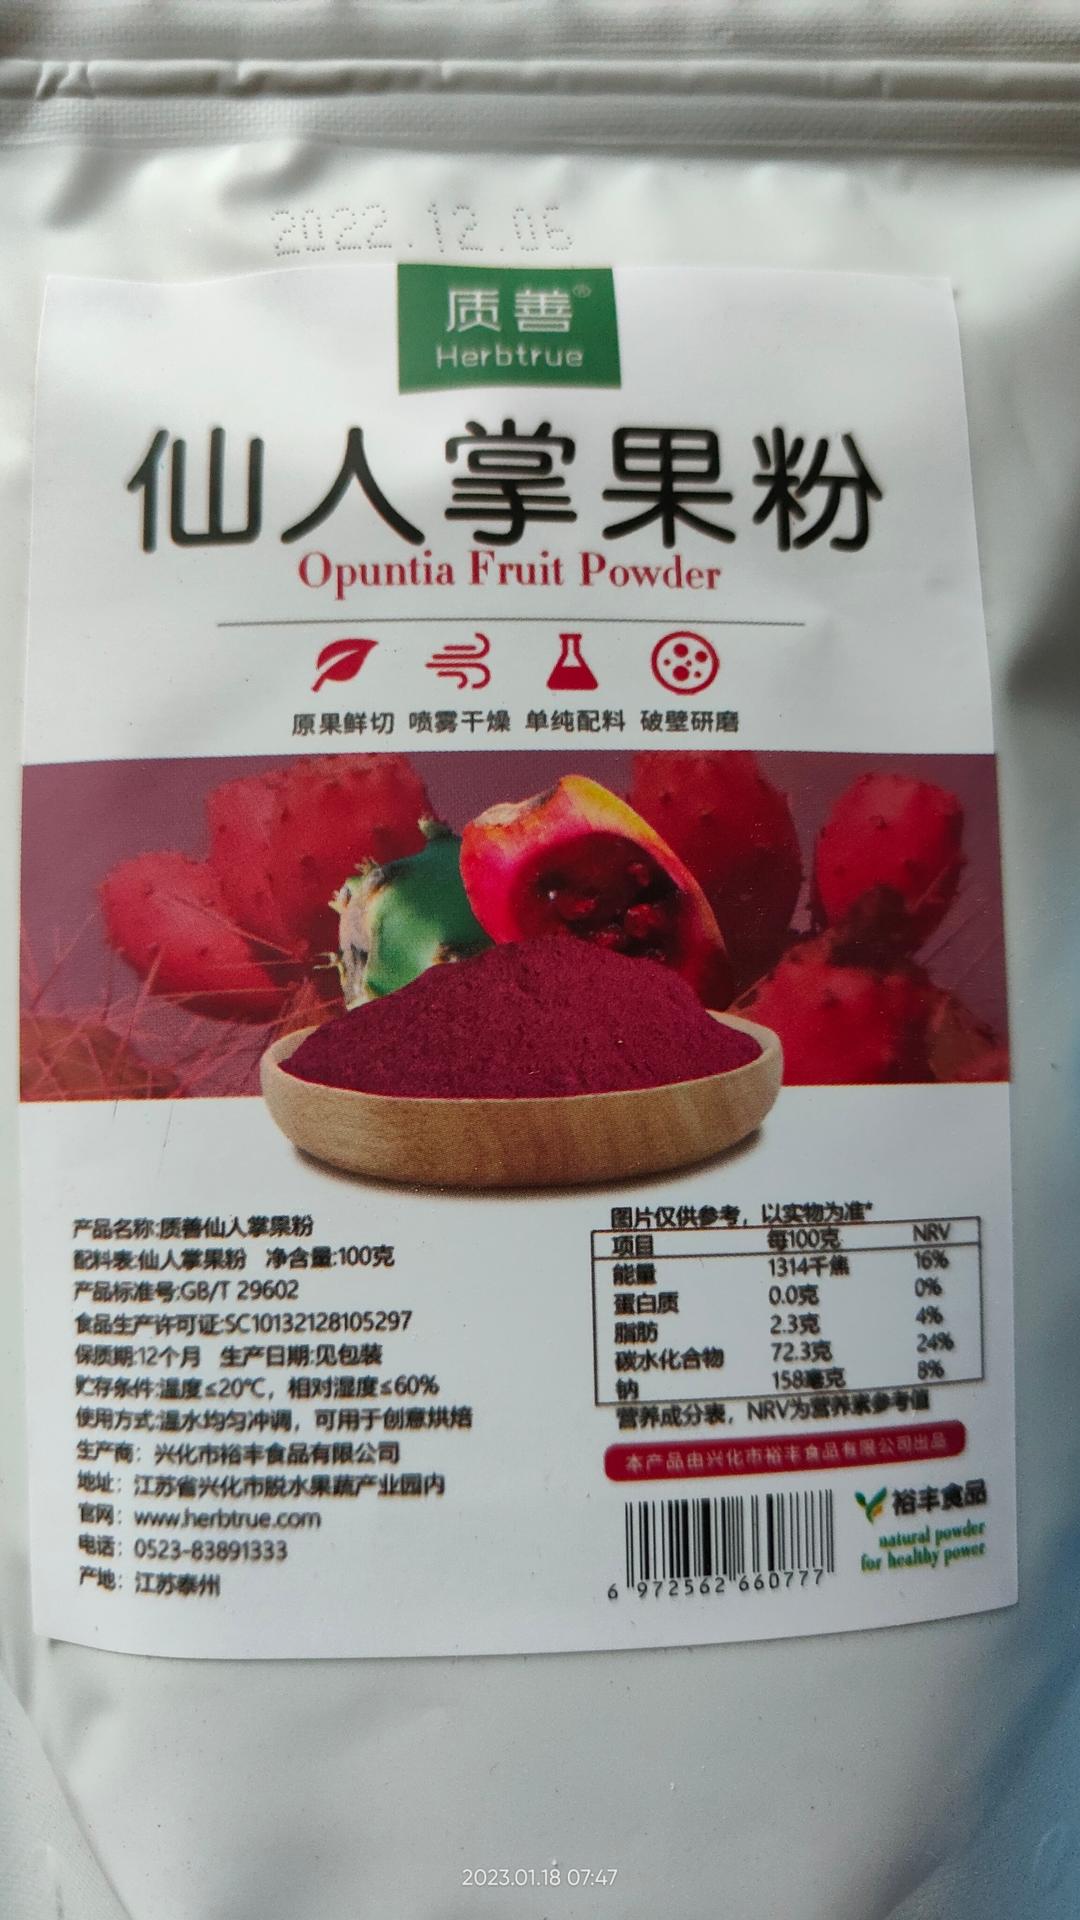 2022.12.06
质善®
Herbtrue
仙人掌果粉
Opuntia Fruit Powder
原果鲜切 喷雾干燥 单纯配料 破壁研磨
产品名称:质善仙人掌果粉
配料表:仙人掌果粉 净含量:100克
产品标准号:GB/T 29602
食品生产许可证:SC10132128105297
保质期:12个月 生产日期:见包装
贮存条件:温度≤20℃，相对湿度≤60%
使用方式:温水均匀冲调，可用于创意烘焙
生产商：兴化市裕丰食品有限公司
地址：江苏省兴化市脱水果蔬产业园内
官网：www.herbtrue.com
电话：0523-83891333
产地：江苏泰州
图片仅供参考，以实物为准*
项目 每100克 NRV
能量 1314千焦 16%
蛋白质 0.0克 0%
脂肪 2.3克 4%
碳水化合物 72.3克 24%
钠 158毫克 8%
营养成分表，NRV为营养素参考值
本产品由兴化市裕丰食品有限公司出品
裕丰食品
natural powder
for healthy power
6 972562 660777
2023.01.18 07:47